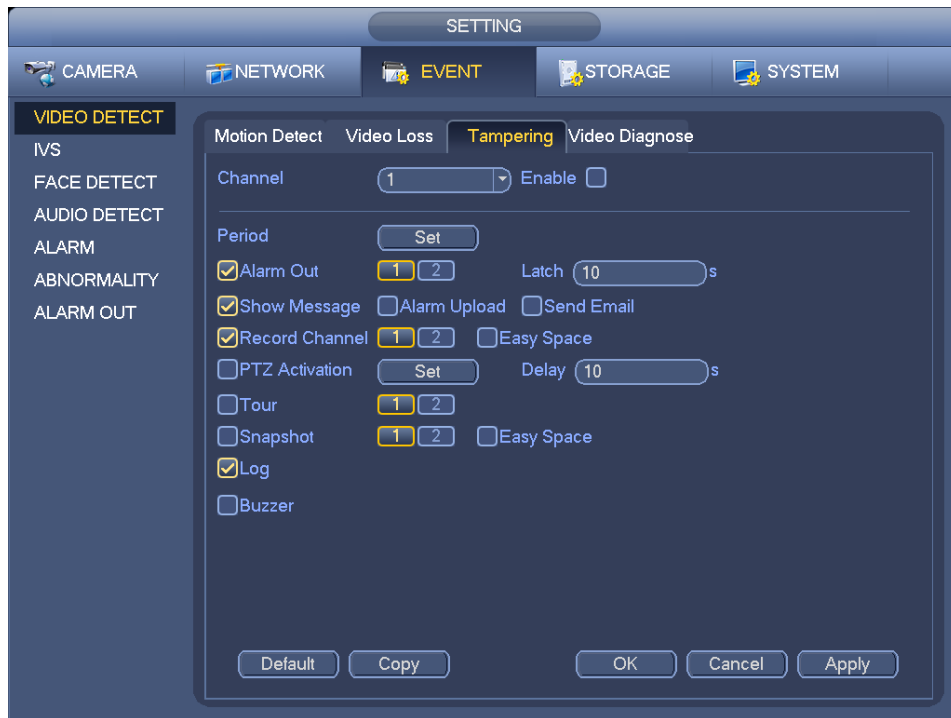 SETTING
CAMERA NETWORK EVENT STORAGE SYSTEM
VIDEO DETECT
IVS
FACE DETECT
AUDIO DETECT
ALARM
ABNORMALITY
ALARM OUT
Motion Detect Video Loss Tampering Video Diagnose
Channel 1 Enable
Period Set
Alarm Out 1 2 Latch 10 s
Show Message Alarm Upload Send Email
Record Channel 1 2 Easy Space
PTZ Activation Set Delay 10 s
Tour 1 2
Snapshot 1 2 Easy Space
Log
Buzzer
Default Copy OK Cancel Apply